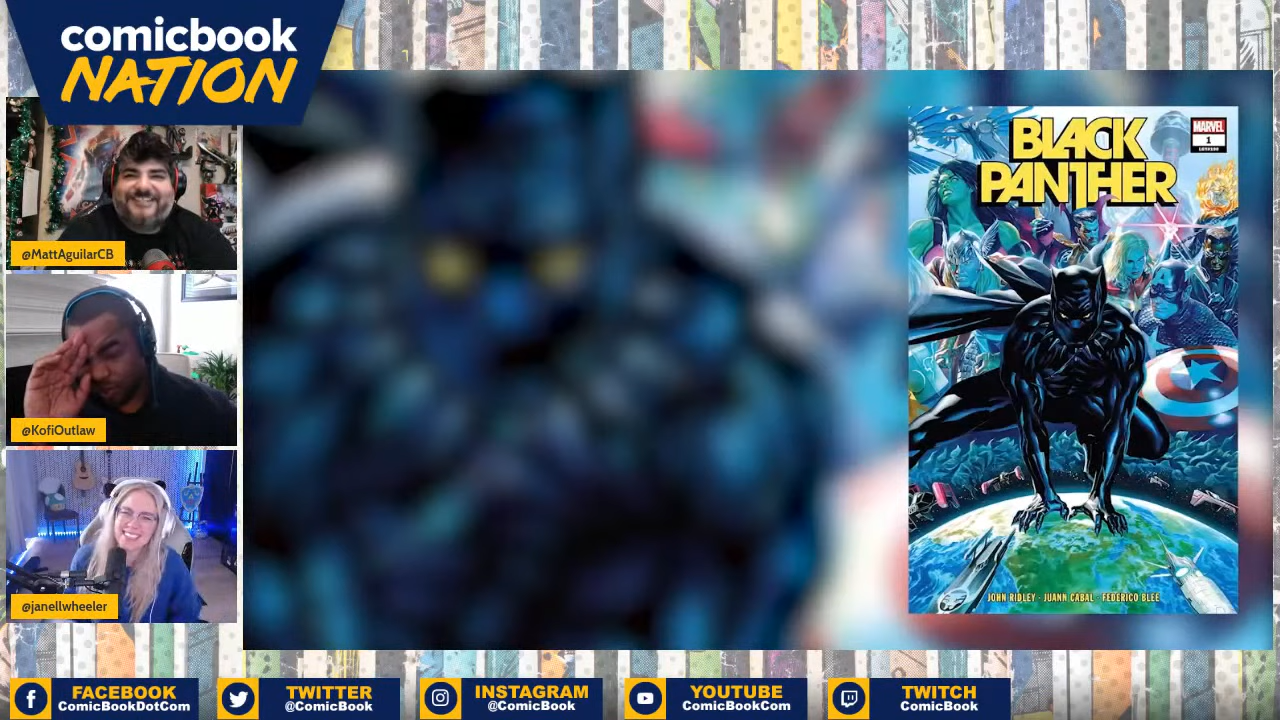 comicbook
NATION
@MattAguilarCB
@KofiOutlaw
@janellwheeler
BLACK
PANTHER
MARVEL
1
JOHN RIDLEY · JUANN CABAL · FEDERICO BLEE
FACEBOOK
ComicBookDotCom
TWITTER
@ComicBook
INSTAGRAM
@ComicBook
YOUTUBE
ComicBookCom
TWITCH
ComicBook